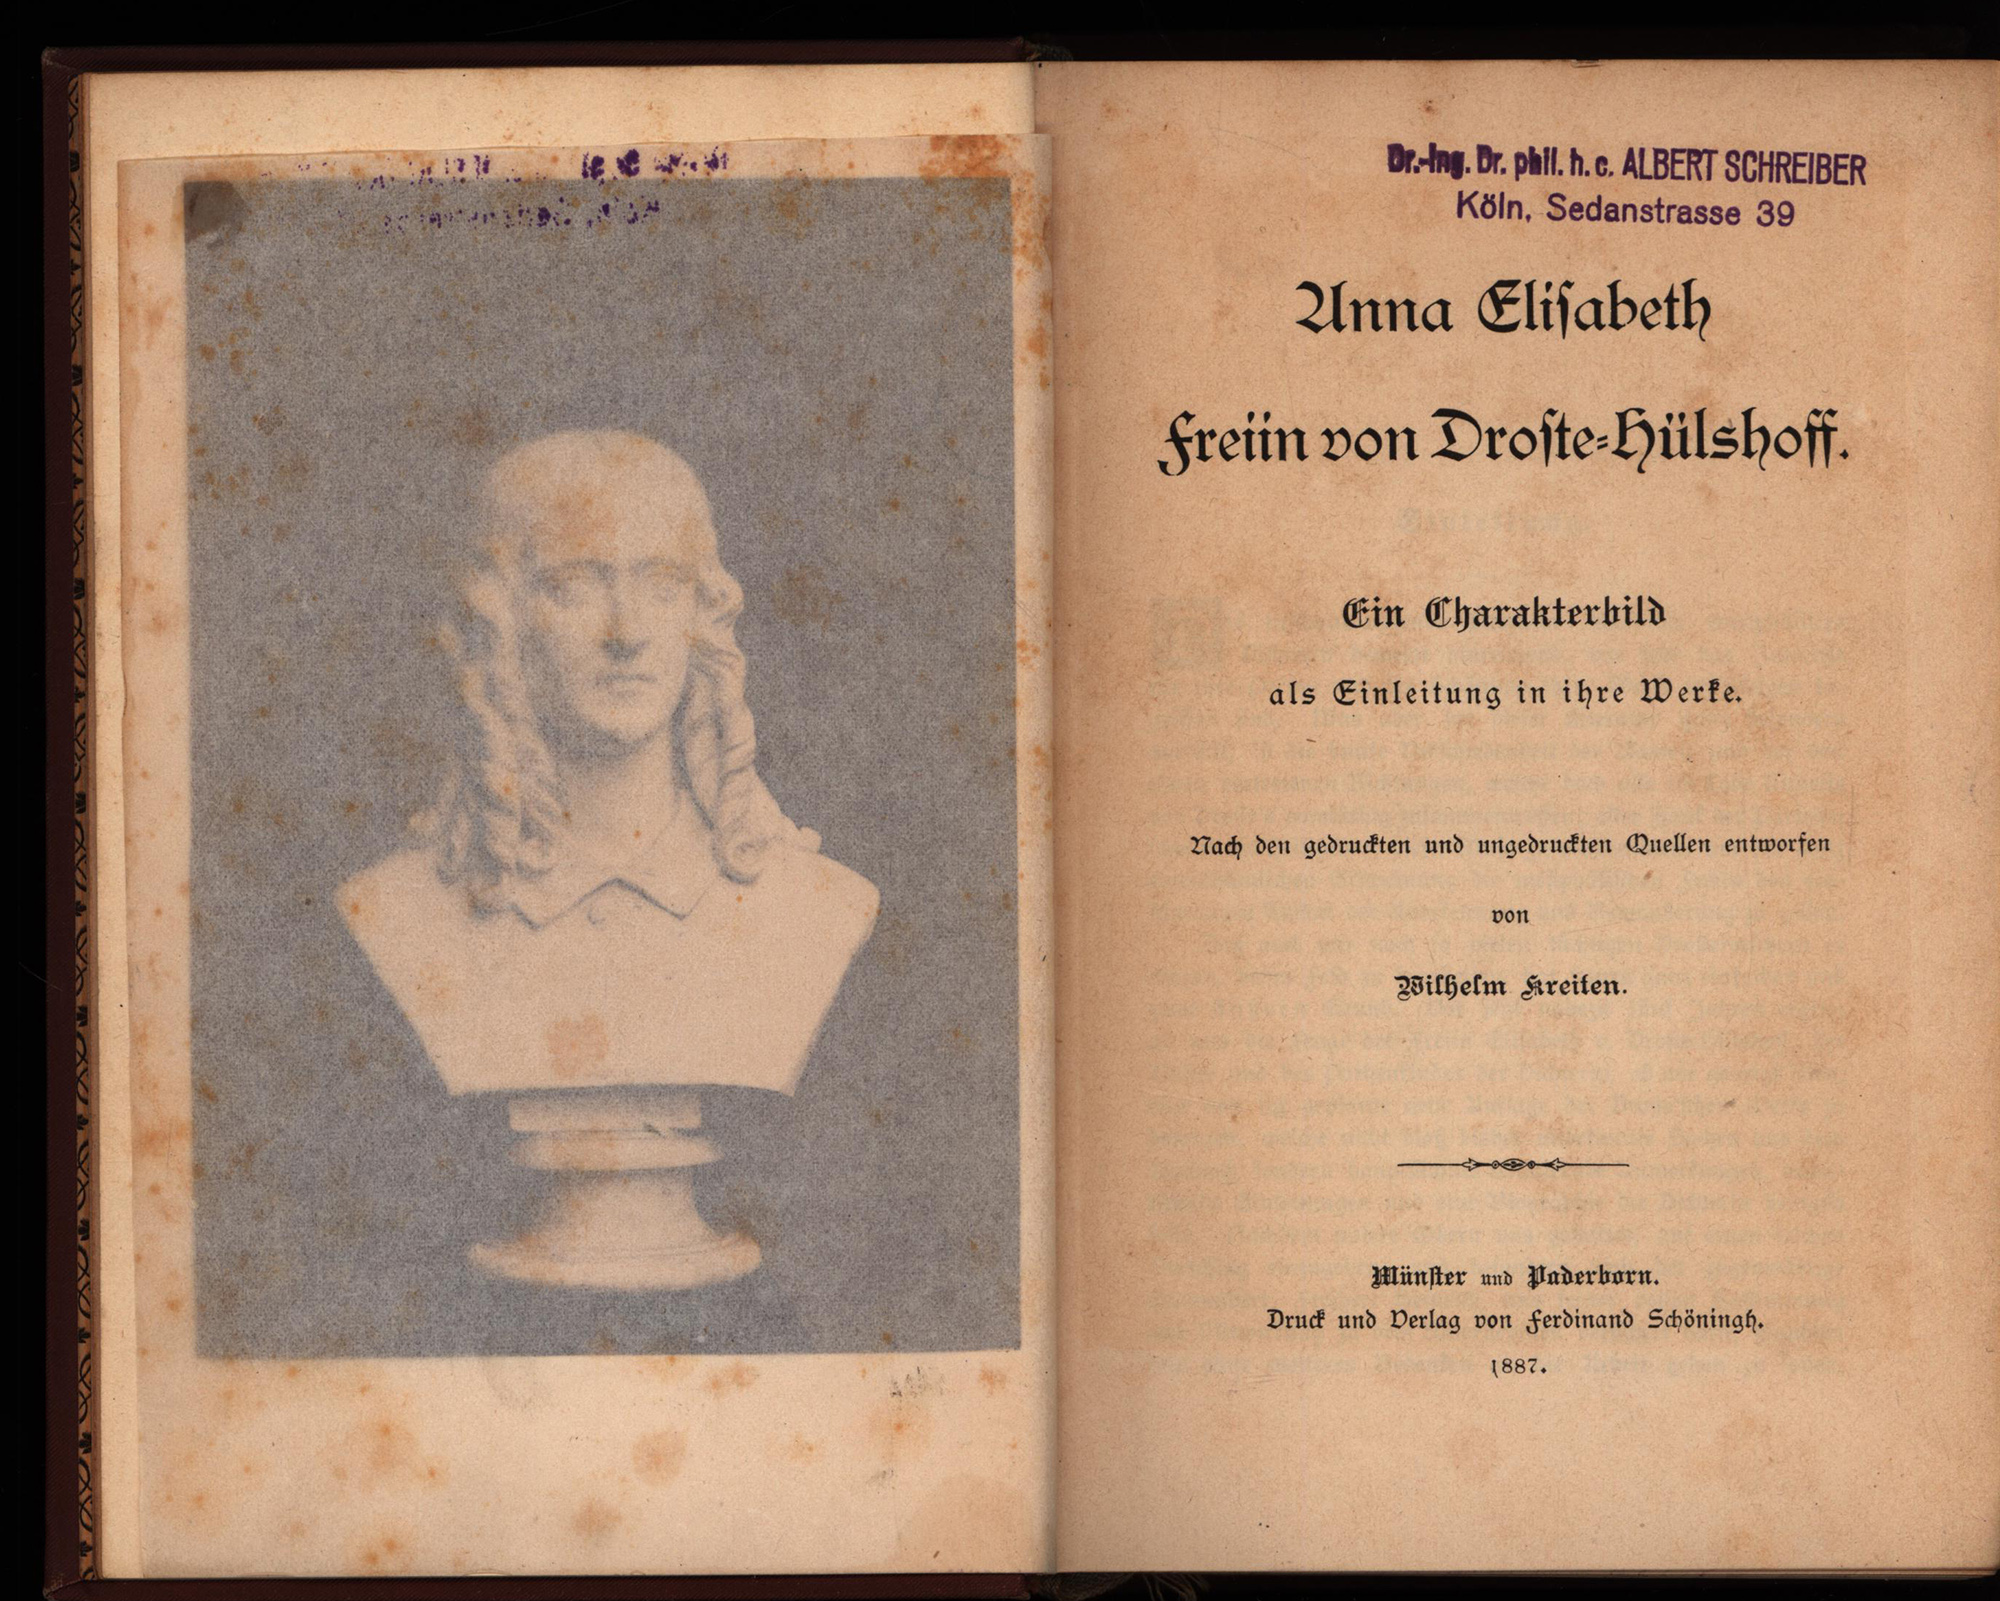 Dr.-Ing. Dr. phil. h. c. ALBERT SCHREIBER
Köln, Sedanstrasse 39
Anna Eliſabeth
Freiin von Droſte-Hülshoff.
Ein Charakterbild
als Einleitung in ihre Werke.
Nach den gedruckten und ungedruckten Quellen entworfen
von
Wilhelm Kreiten.
Münſter und Paderborn.
Druck und Verlag von Ferdinand Schöningh.
1887.